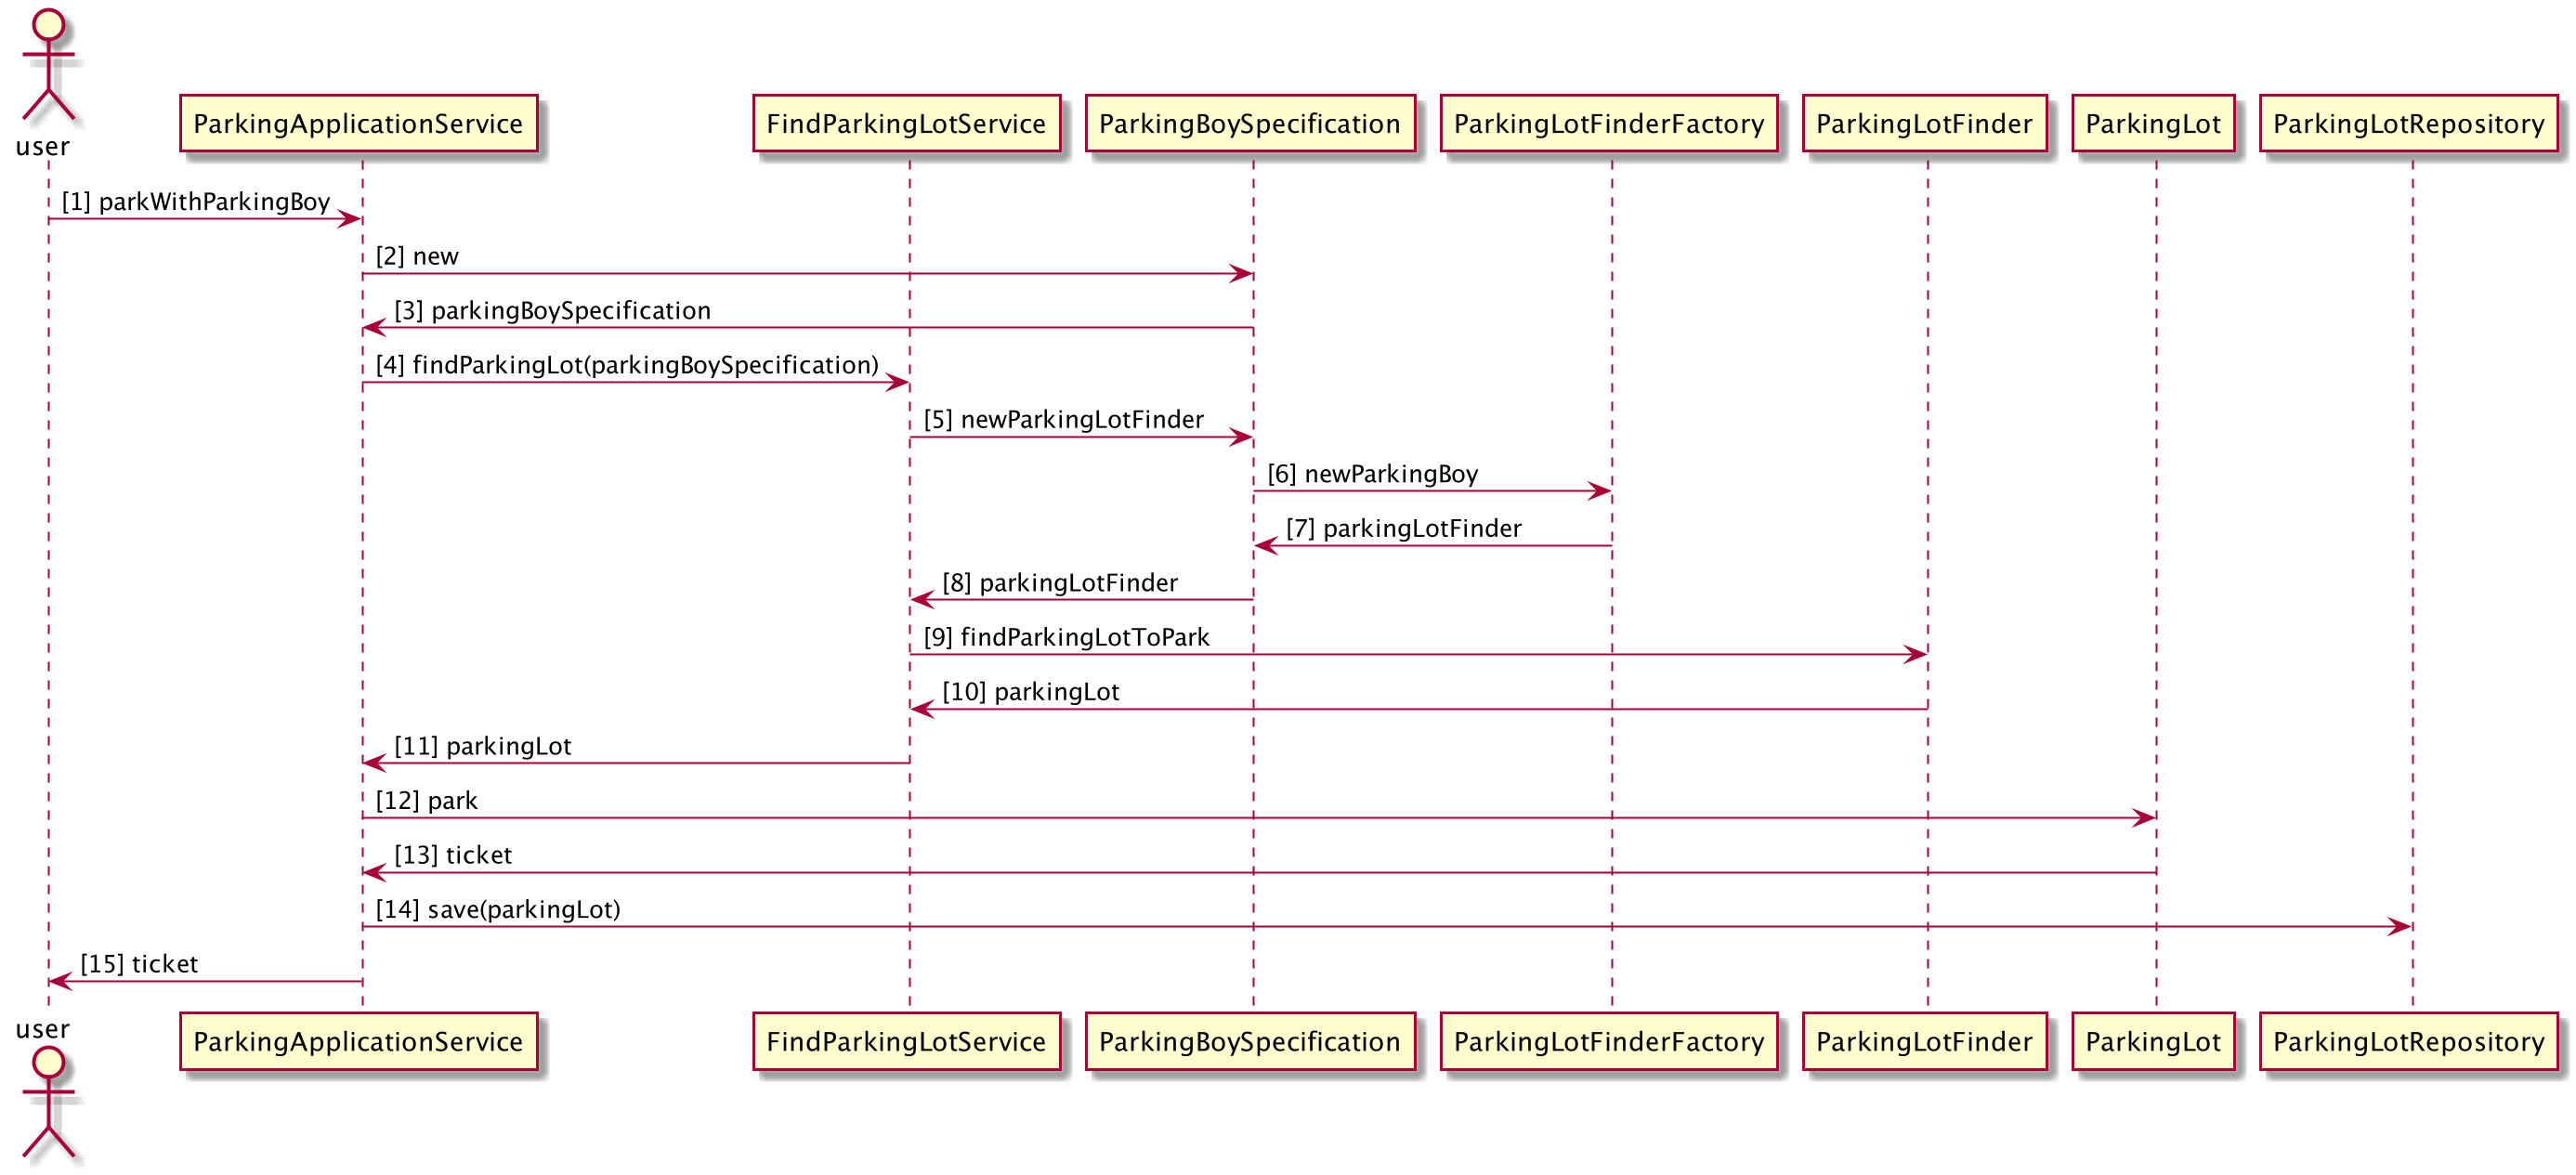 user
ParkingApplicationService
FindParkingLotService
ParkingBoySpecification
ParkingLotFinderFactory
ParkingLotFinder
ParkingLot
ParkingLotRepository
[1] parkWithParkingBoy
[2] new
[3] parkingBoySpecification
[4] findParkingLot(parkingBoySpecification)
[5] newParkingLotFinder
[6] newParkingBoy
[7] parkingLotFinder
[8] parkingLotFinder
[9] findParkingLotToPark
[10] parkingLot
[11] parkingLot
[12] park
[13] ticket
[14] save(parkingLot)
[15] ticket
user
ParkingApplicationService
FindParkingLotService
ParkingBoySpecification
ParkingLotFinderFactory
ParkingLotFinder
ParkingLot
ParkingLotRepository